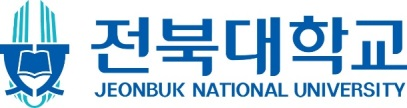 전북대학교
JEONBUK NATIONAL UNIVERSITY